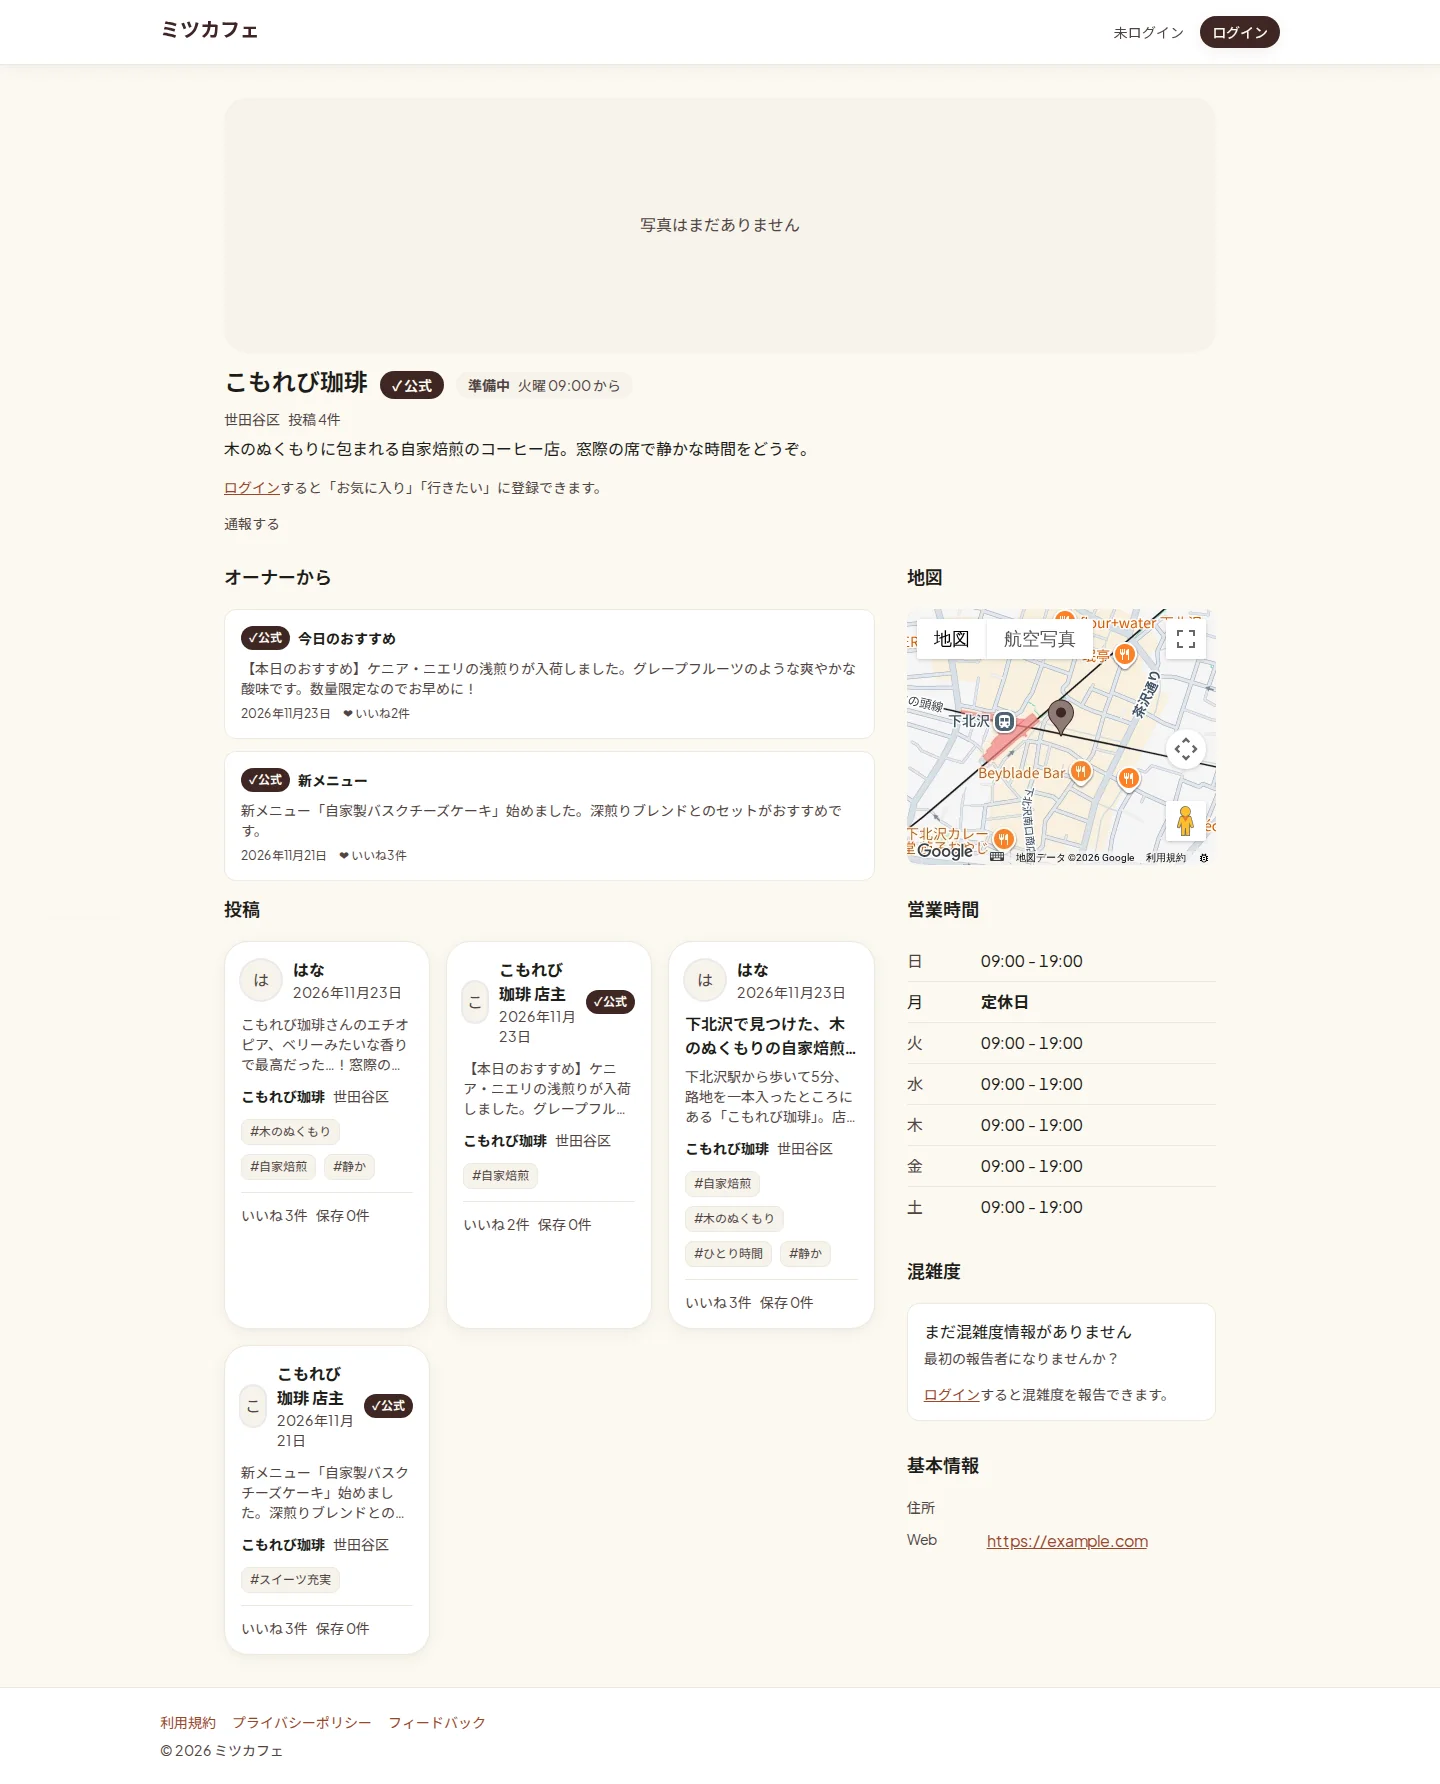 ミツカフェ
未ログイン
ログイン
写真はまだありません
こもれび珈琲
✓公式
準備中 火曜 09:00 から
世田谷区 投稿 4件
木のぬくもりに包まれる自家焙煎のコーヒー店。窓際の席で静かな時間をどうぞ。
ログインすると「お気に入り」「行きたい」に登録できます。
通報する
オーナーから
✓公式 今日のおすすめ
【本日のおすすめ】ケニア・ニエリの浅煎りが入荷しました。グレープフルーツのような爽やかな
酸味です。数量限定なのでお早めに！
2026年11月23日 ❤ いいね2件
✓公式 新メニュー
新メニュー「自家製バスクチーズケーキ」始めました。深煎りブレンドとのセットがおすすめで
す。
2026年11月21日 ❤ いいね3件
投稿
は
はな
2026年11月23日
こもれび珈琲さんのエチオ
ピア、ベリーみたいな香り
で最高だった…！窓際の…
こもれび珈琲 世田谷区
#木のぬくもり
#自家焙煎 #静か
いいね 3件 保存 0件
こ
こもれび
珈琲 店主
2026年11月
23日
✓公式
【本日のおすすめ】ケニ
ア・ニエリの浅煎りが入荷
しました。グレープフル…
こもれび珈琲 世田谷区
#自家焙煎
いいね 2件 保存 0件
は
はな
2026年11月23日
下北沢で見つけた、木
のぬくもりの自家焙煎…
下北沢駅から歩いて5分、
路地を一本入ったところに
ある「こもれび珈琲」。店…
こもれび珈琲 世田谷区
#自家焙煎
#木のぬくもり
#ひとり時間 #静か
いいね 3件 保存 0件
こ
こもれび
珈琲 店主
2026年11月
21日
✓公式
新メニュー「自家製バスク
チーズケーキ」始めまし
た。深煎りブレンドとの…
こもれび珈琲 世田谷区
#スイーツ充実
いいね 3件 保存 0件
地図
地図 航空写真
茶沢通り
の頭線
下北沢
Beyblade Bar
下北沢南口商店
下北沢カレー
Google
地図データ ©2026 Google 利用規約
営業時間
日 09:00 – 19:00
月 定休日
火 09:00 – 19:00
水 09:00 – 19:00
木 09:00 – 19:00
金 09:00 – 19:00
土 09:00 – 19:00
混雑度
まだ混雑度情報がありません
最初の報告者になりませんか？
ログインすると混雑度を報告できます。
基本情報
住所
Web https://example.com
利用規約 プライバシーポリシー フィードバック
© 2026 ミツカフェ